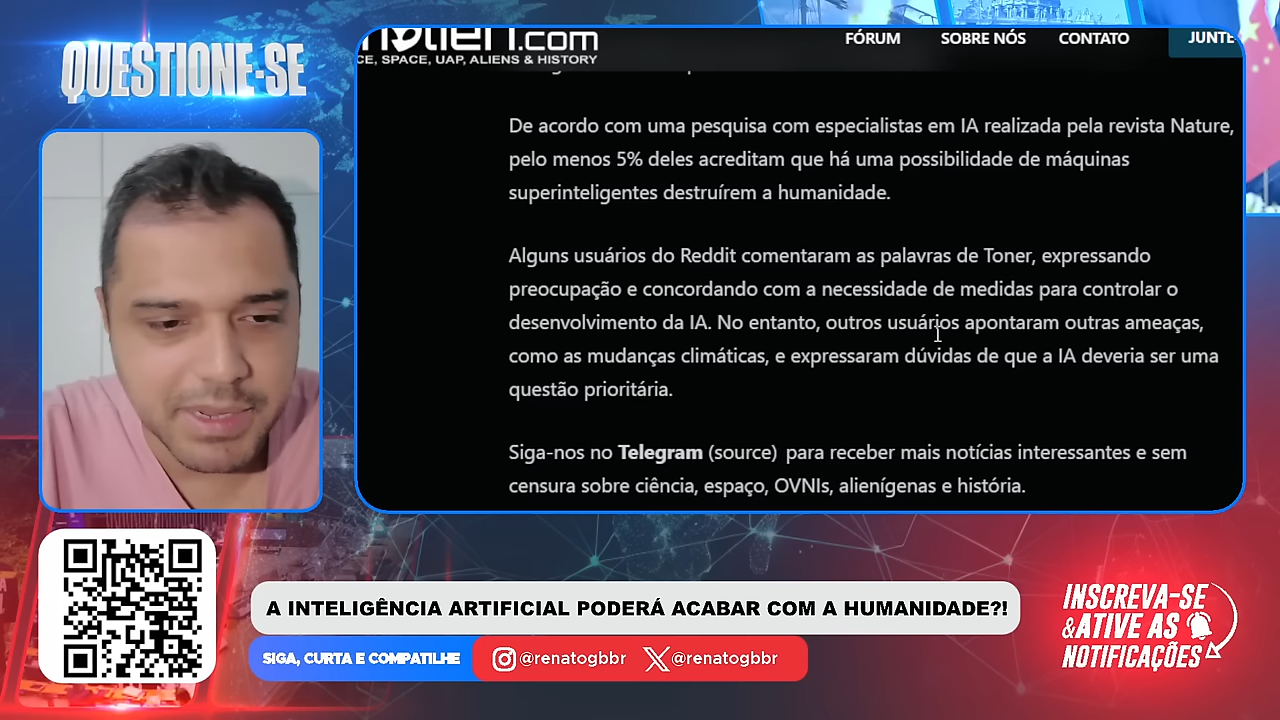 QUESTIONE-SE
.com
CE, SPACE, UAP, ALIENS & HISTORY
FÓRUM
SOBRE NÓS
CONTATO
JUNTE
De acordo com uma pesquisa com especialistas em IA realizada pela revista Nature,
pelo menos 5% deles acreditam que há uma possibilidade de máquinas
superinteligentes destruírem a humanidade.
Alguns usuários do Reddit comentaram as palavras de Toner, expressando
preocupação e concordando com a necessidade de medidas para controlar o
desenvolvimento da IA. No entanto, outros usuários apontaram outras ameaças,
como as mudanças climáticas, e expressaram dúvidas de que a IA deveria ser uma
questão prioritária.
Siga-nos no Telegram (source) para receber mais notícias interessantes e sem
censura sobre ciência, espaço, OVNIs, alienígenas e história.
A INTELIGÊNCIA ARTIFICIAL PODERÁ ACABAR COM A HUMANIDADE?!
SIGA, CURTA E COMPATILHE
@renatogbbr
@renatogbbr
INSCREVA-SE
&ATIVE AS
NOTIFICAÇÕES